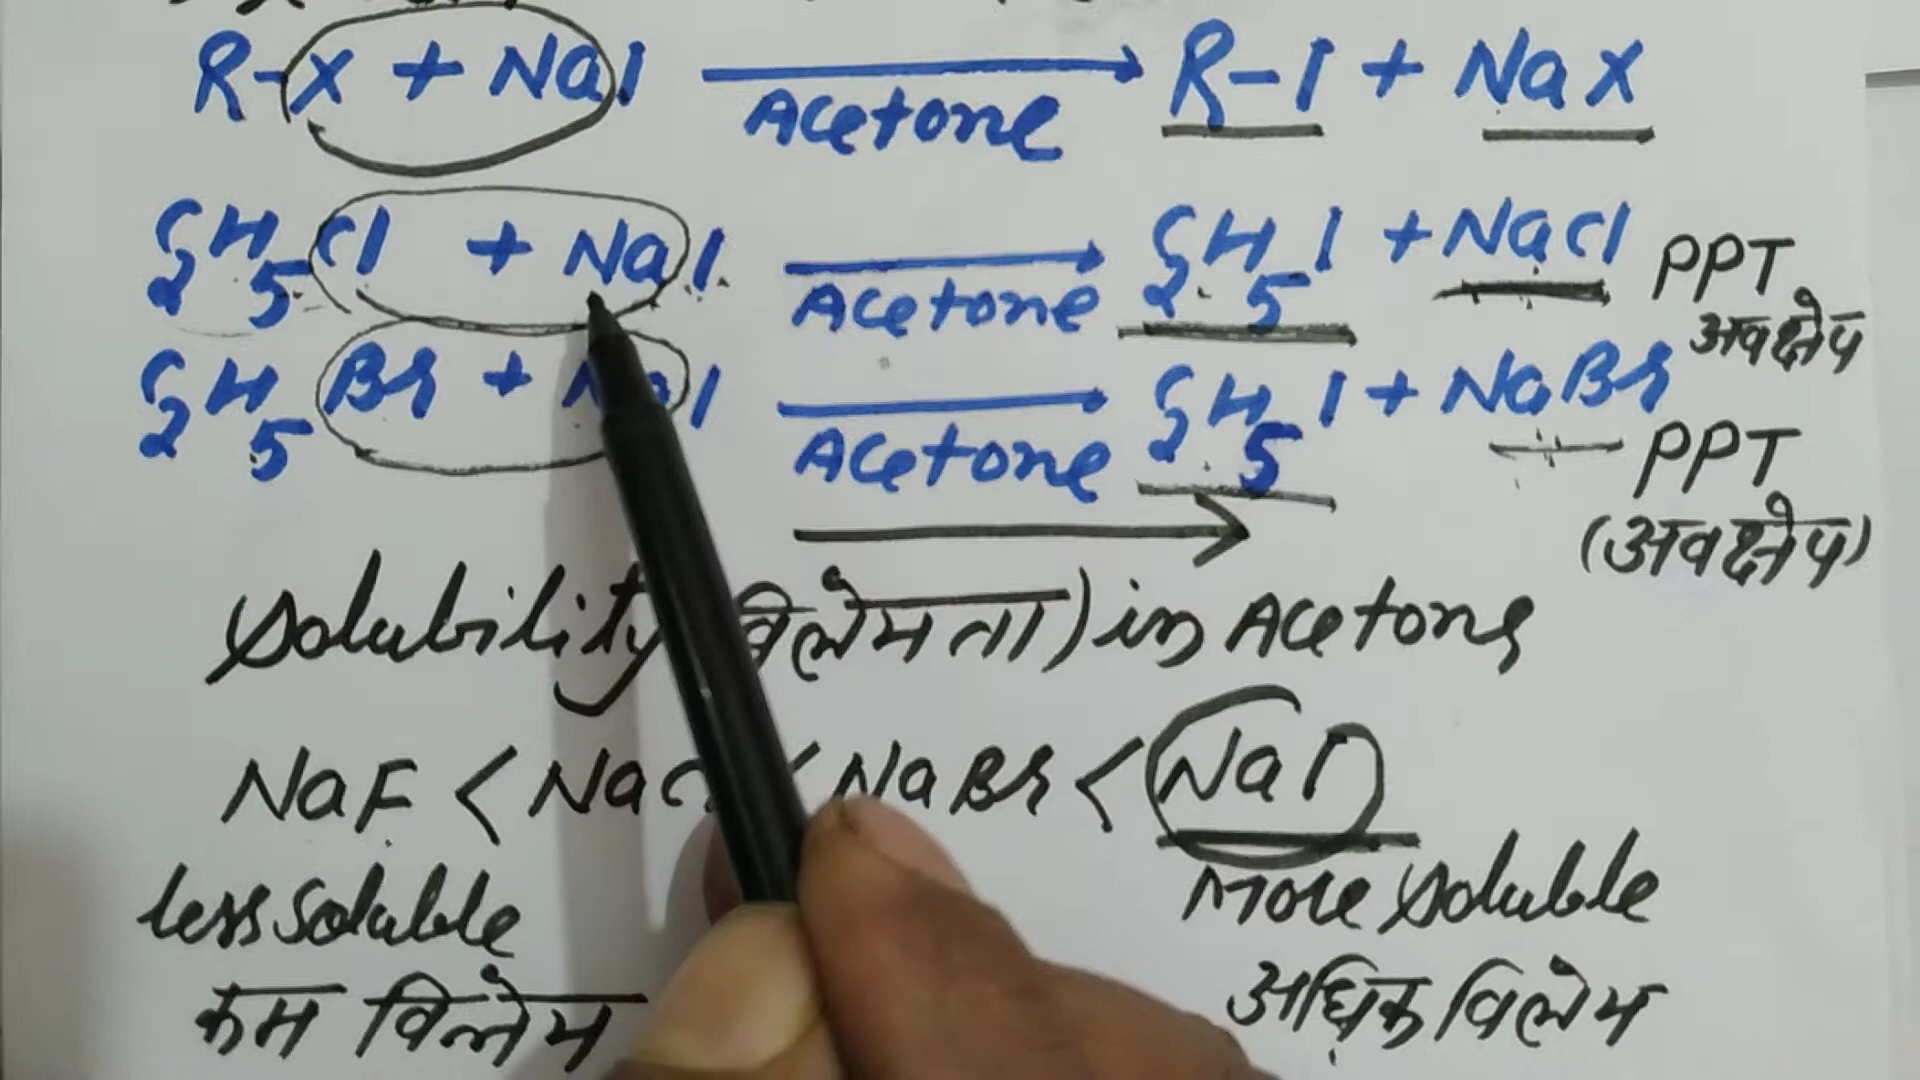 R-X + NaI Acetone R-I + NaX
C2H5Cl + NaI Acetone C2H5I + NaCl PPT
अवक्षेप
C2H5Br + NaI Acetone C2H5I + NaBr
PPT
(अवक्षेप)
Solubility विलेयता) in Acetone
NaF < NaCl < NaBr < NaI
less soluble More soluble
कम विलेय अधिक विलेय